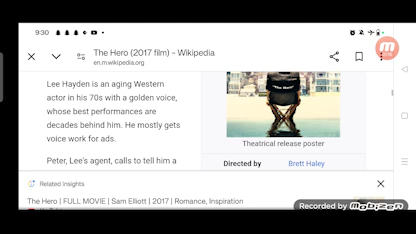 9:30
The Hero (2017 film) - Wikipedia
en.m.wikipedia.org
Lee Hayden is an aging Western
actor in his 70s with a golden voice,
whose best performances are
decades behind him. He mostly gets
voice work for ads.
Peter, Lee's agent, calls to tell him a
Theatrical release poster
Directed by Brett Haley
Related Insights
The Hero | FULL MOVIE | Sam Elliott | 2017 | Romance, Inspiration
Recorded by Mobizen